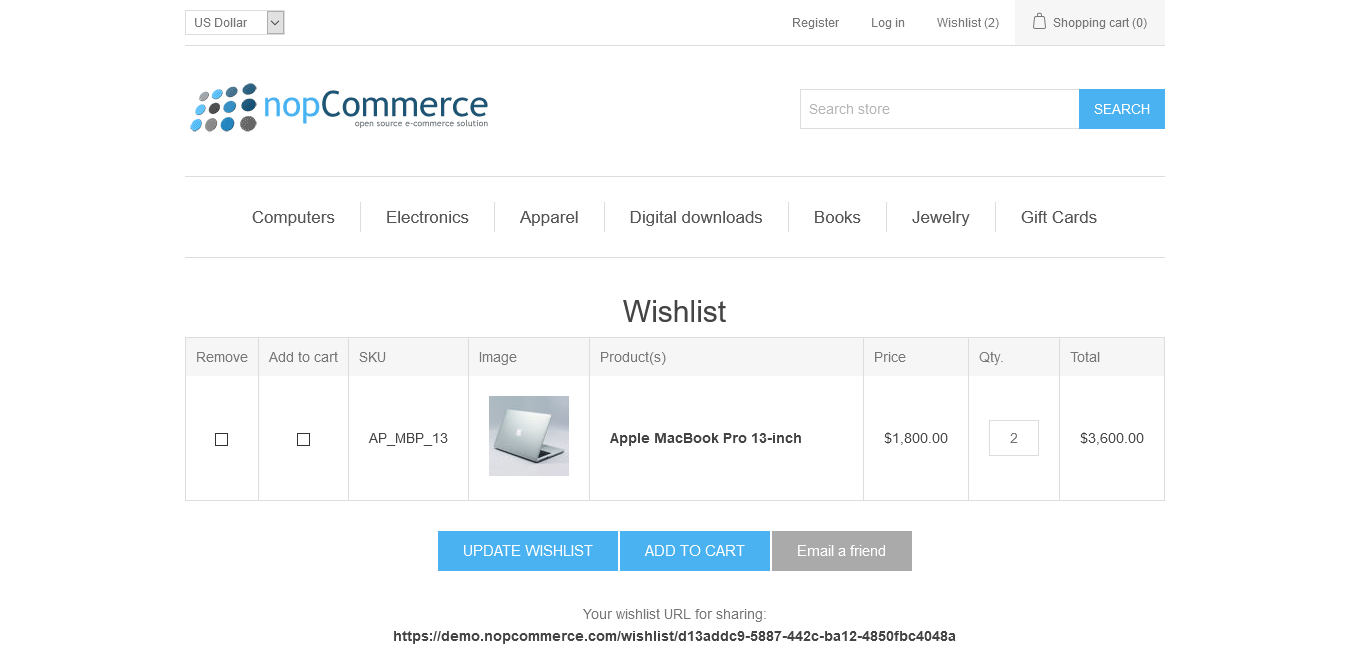 US Dollar
Register Log in Wishlist (2) Shopping cart (0)
nopCommerce
open source e-commerce solution
Search store SEARCH
Computers Electronics Apparel Digital downloads Books Jewelry Gift Cards
Wishlist
Remove Add to cart SKU Image Product(s) Price Qty. Total
AP_MBP_13 Apple MacBook Pro 13-inch $1,800.00 2 $3,600.00
UPDATE WISHLIST ADD TO CART Email a friend
Your wishlist URL for sharing:
https://demo.nopcommerce.com/wishlist/d13addc9-5887-442c-ba12-4850fbc4048a